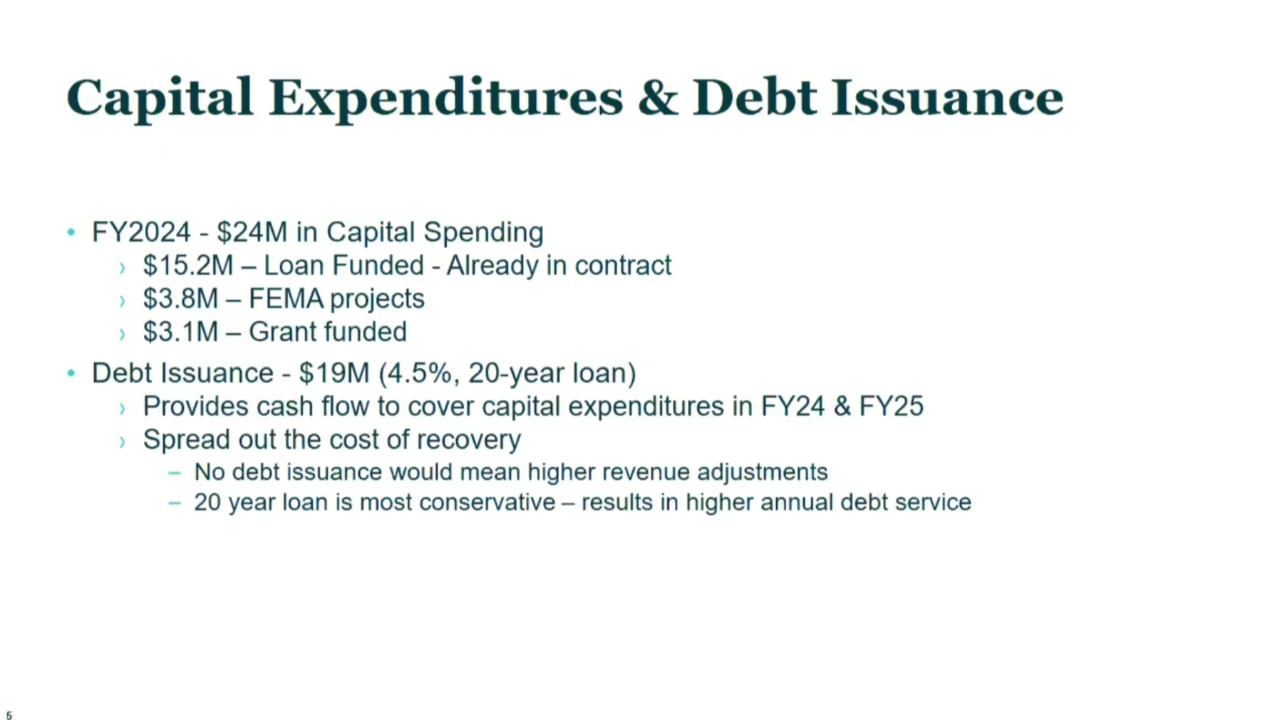 Capital Expenditures & Debt Issuance
• FY2024 - $24M in Capital Spending
› $15.2M – Loan Funded - Already in contract
› $3.8M – FEMA projects
› $3.1M – Grant funded
• Debt Issuance - $19M (4.5%, 20-year loan)
› Provides cash flow to cover capital expenditures in FY24 & FY25
› Spread out the cost of recovery
– No debt issuance would mean higher revenue adjustments
– 20 year loan is most conservative – results in higher annual debt service
5